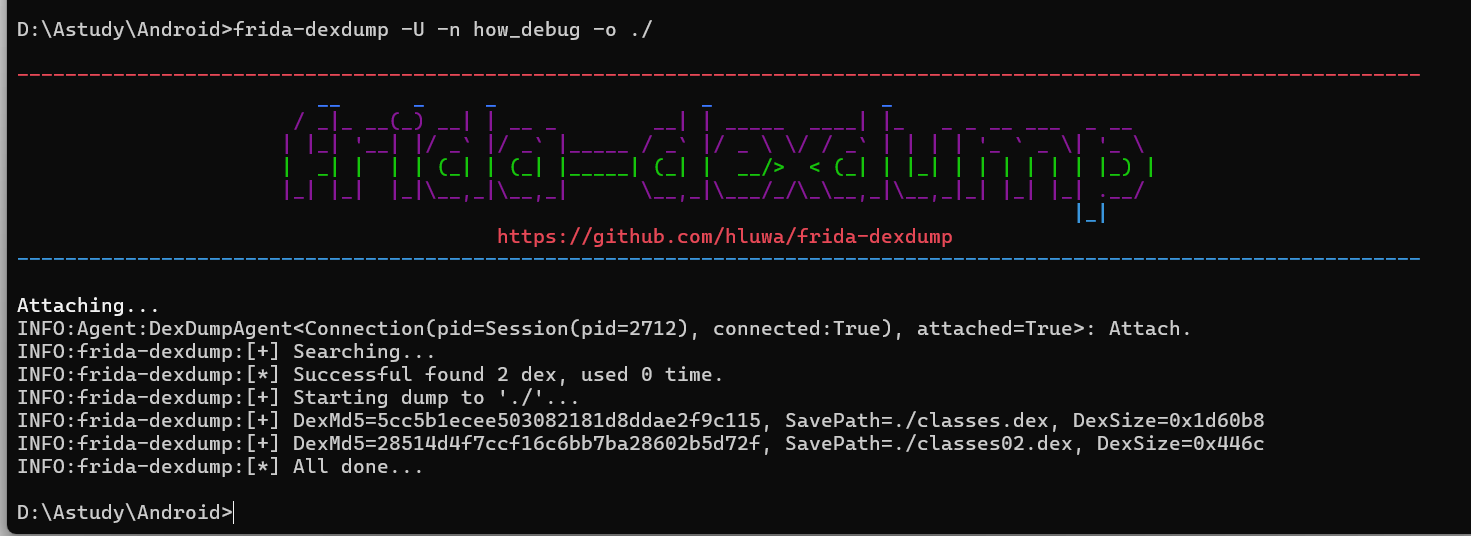 D:\Astudy\Android>frida-dexdump -U -n how_debug -o ./
frida-dexdump
https://github.com/hluwa/frida-dexdump
Attaching...
INFO:Agent:DexDumpAgent<Connection(pid=Session(pid=2712), connected:True), attached=True>: Attach.
INFO:frida-dexdump:[+] Searching...
INFO:frida-dexdump:[*] Successful found 2 dex, used 0 time.
INFO:frida-dexdump:[+] Starting dump to './'...
INFO:frida-dexdump:[+] DexMd5=5cc5b1ecee503082181d8ddae2f9c115, SavePath=./classes.dex, DexSize=0x1d60b8
INFO:frida-dexdump:[+] DexMd5=28514d4f7ccf16c6bb7ba28602b5d72f, SavePath=./classes02.dex, DexSize=0x446c
INFO:frida-dexdump:[*] All done...
D:\Astudy\Android>